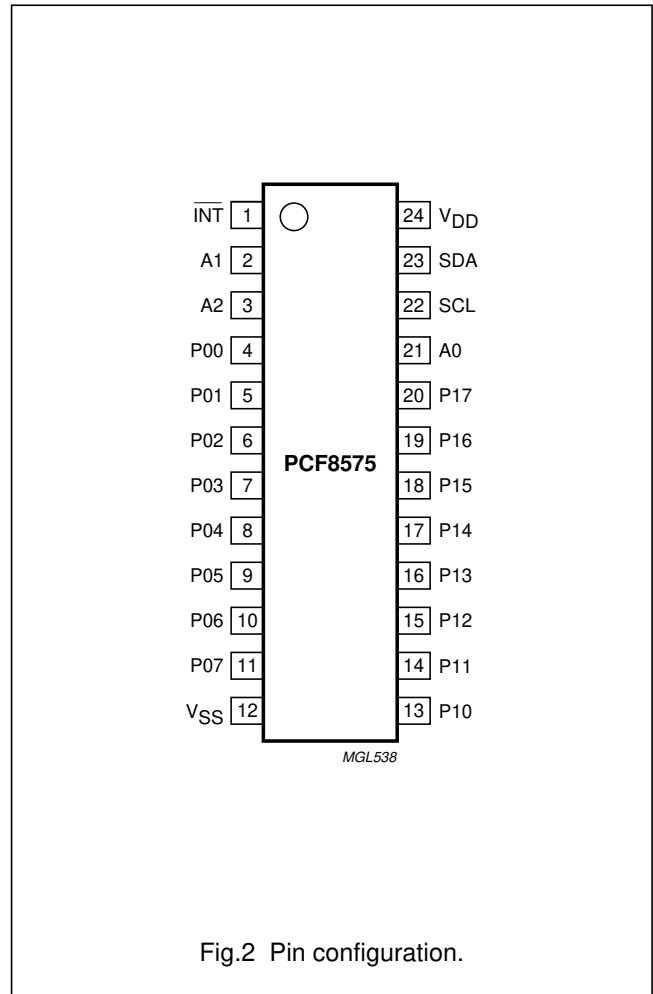 INT 1 24 VDD
A1 2 23 SDA
A2 3 22 SCL
P00 4 21 A0
P01 5 20 P17
P02 6 19 P16
PCF8575
P03 7 18 P15
P04 8 17 P14
P05 9 16 P13
P06 10 15 P12
P07 11 14 P11
VSS 12 13 P10
MGL538
Fig.2 Pin configuration.